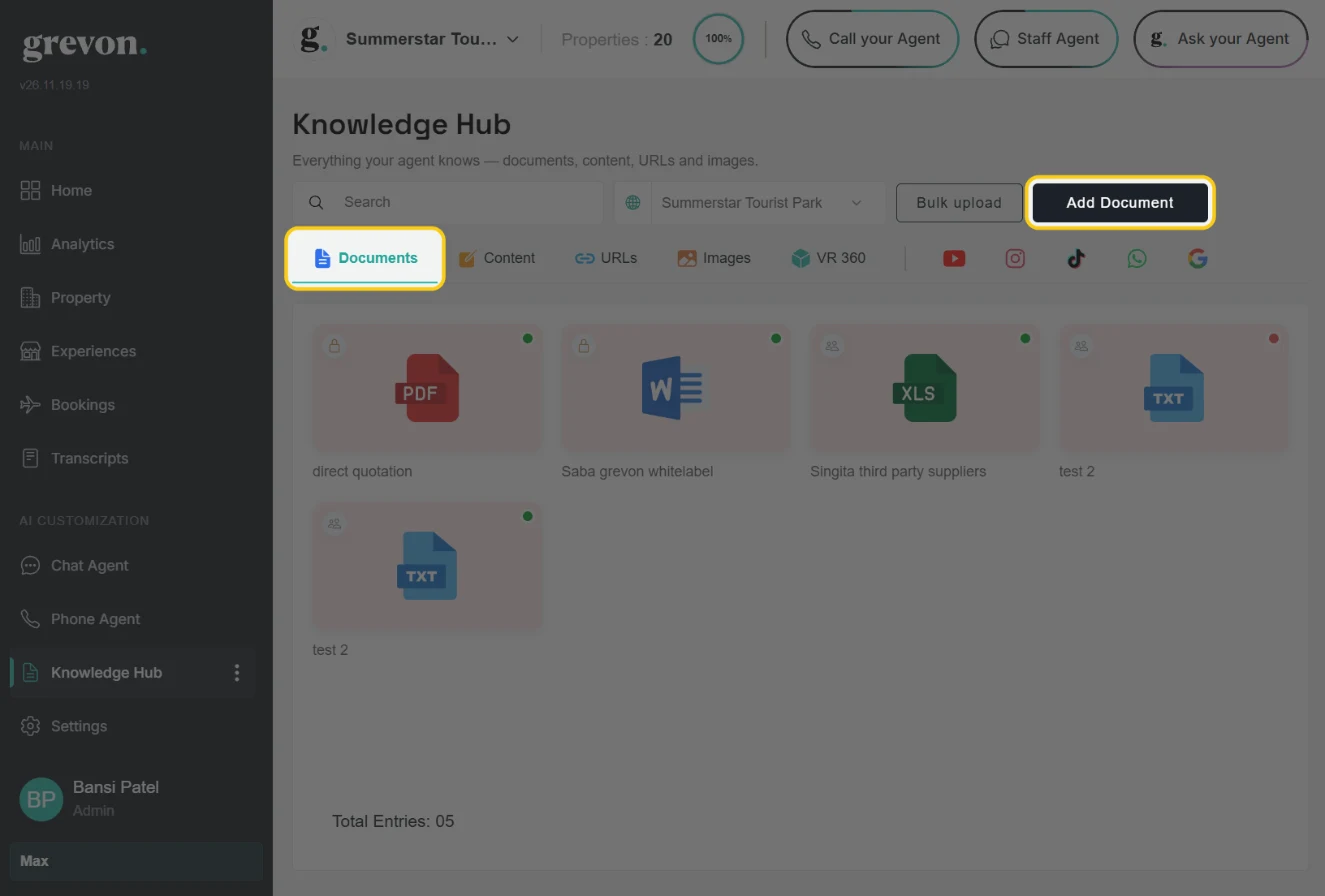 grevon.
v26.11.19.19
MAIN
Home
Analytics
Property
Experiences
Bookings
Transcripts
AI CUSTOMIZATION
Chat Agent
Phone Agent
Knowledge Hub
Settings
BP
Bansi Patel
Admin
Max
g. Summerstar Tou...
Properties : 20
100%
Call your Agent
Staff Agent
g. Ask your Agent
Knowledge Hub
Everything your agent knows — documents, content, URLs and images.
Search
Summerstar Tourist Park
Bulk upload
Add Document
Documents
Content
URLs
Images
VR 360
PDF
W
XLS
TXT
direct quotation
Saba grevon whitelabel
Singita third party suppliers
test 2
TXT
test 2
Total Entries: 05